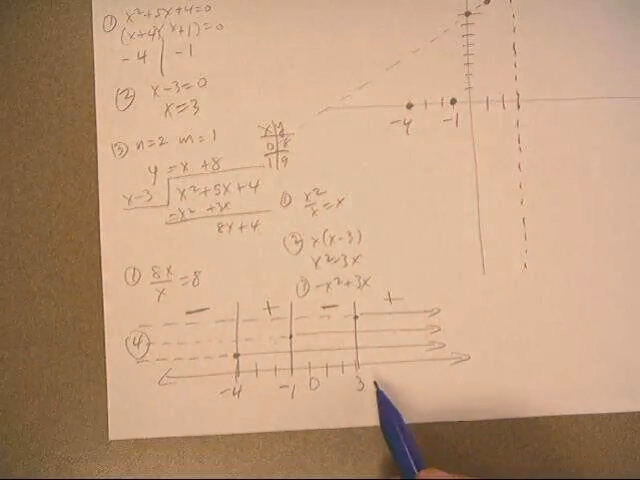 ① x²+5x+4=0
(x+4)(x+1)=0
-4 | -1
② x-3=0
x=3
③ n=2 m=1
x | y
0 | 8
1 | 9
y = x +8
x-3 x²+5x+4
=x² +3x
8x+4
① x²/x = x
② x(x-3)
x²-3x
③ -x²+3x
① 8x/x = 8
④
- + - +
-4 -1 0 3
-4 -1